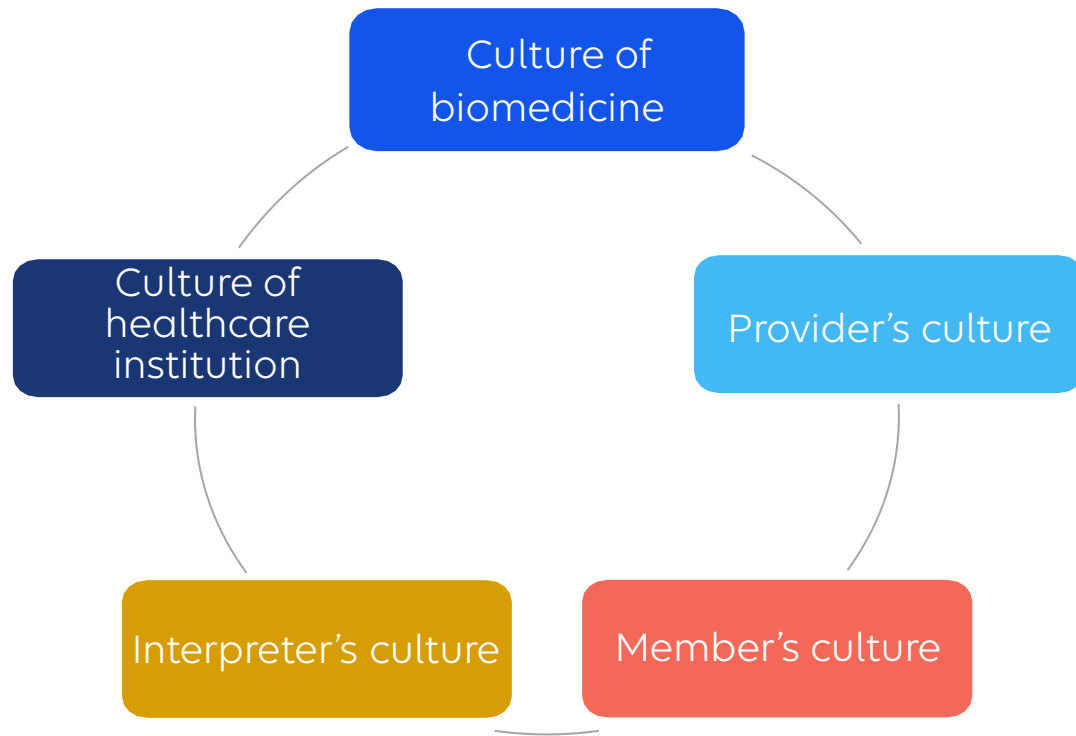 Culture of
biomedicine
Provider’s culture
Member’s culture
Interpreter’s culture
Culture of
healthcare
institution